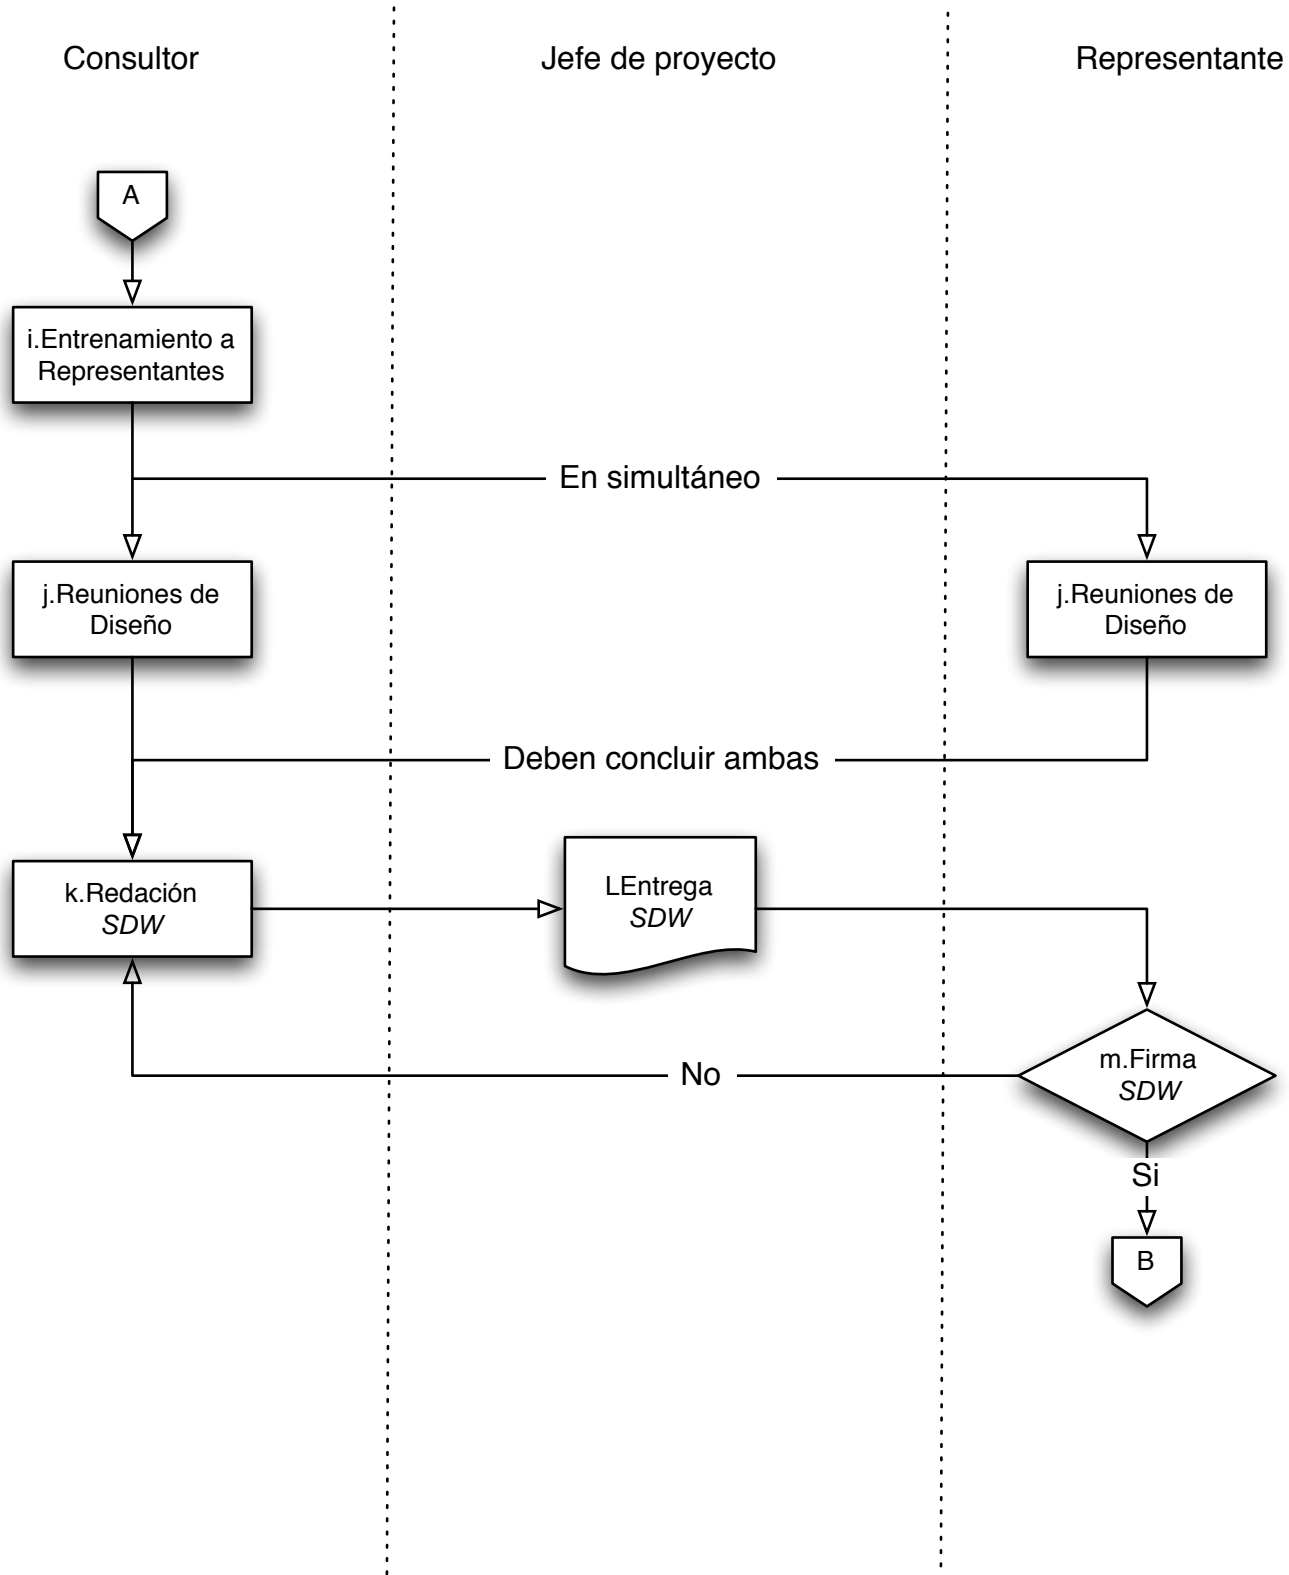 Consultor
Jefe de proyecto
Representante
A
i.Entrenamiento a
Representantes
En simultáneo
j.Reuniones de
Diseño
j.Reuniones de
Diseño
Deben concluir ambas
k.Redación
SDW
LEntrega
SDW
m.Firma
SDW
No
Si
B